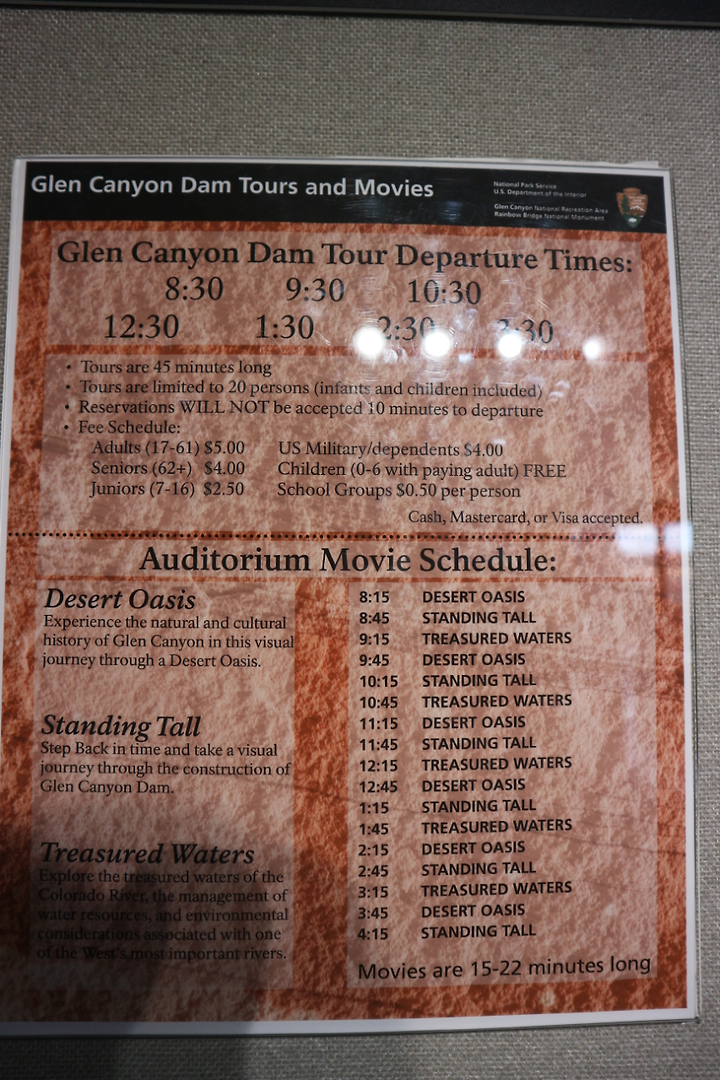 Glen Canyon Dam Tours and Movies
National Park Service
U.S. Department of the Interior
Glen Canyon National Recreation Area
Rainbow Bridge National Monument
Glen Canyon Dam Tour Departure Times:
8:30 9:30 10:30
12:30 1:30 2:30 3:30
• Tours are 45 minutes long
• Tours are limited to 20 persons (infants and children included)
• Reservations WILL NOT be accepted 10 minutes to departure
• Fee Schedule:
Adults (17-61) $5.00 US Military/dependents $4.00
Seniors (62+) $4.00 Children (0-6 with paying adult) FREE
Juniors (7-16) $2.50 School Groups $0.50 per person
Cash, Mastercard, or Visa accepted.
Auditorium Movie Schedule:
Desert Oasis
Experience the natural and cultural
history of Glen Canyon in this visual
journey through a Desert Oasis.
Standing Tall
Step Back in time and take a visual
journey through the construction of
Glen Canyon Dam.
Treasured Waters
Explore the treasured waters of the
Colorado River, the management of
water resources, and environmental
considerations associated with one
of the West's most important rivers.
8:15 DESERT OASIS
8:45 STANDING TALL
9:15 TREASURED WATERS
9:45 DESERT OASIS
10:15 STANDING TALL
10:45 TREASURED WATERS
11:15 DESERT OASIS
11:45 STANDING TALL
12:15 TREASURED WATERS
12:45 DESERT OASIS
1:15 STANDING TALL
1:45 TREASURED WATERS
2:15 DESERT OASIS
2:45 STANDING TALL
3:15 TREASURED WATERS
3:45 DESERT OASIS
4:15 STANDING TALL
Movies are 15-22 minutes long